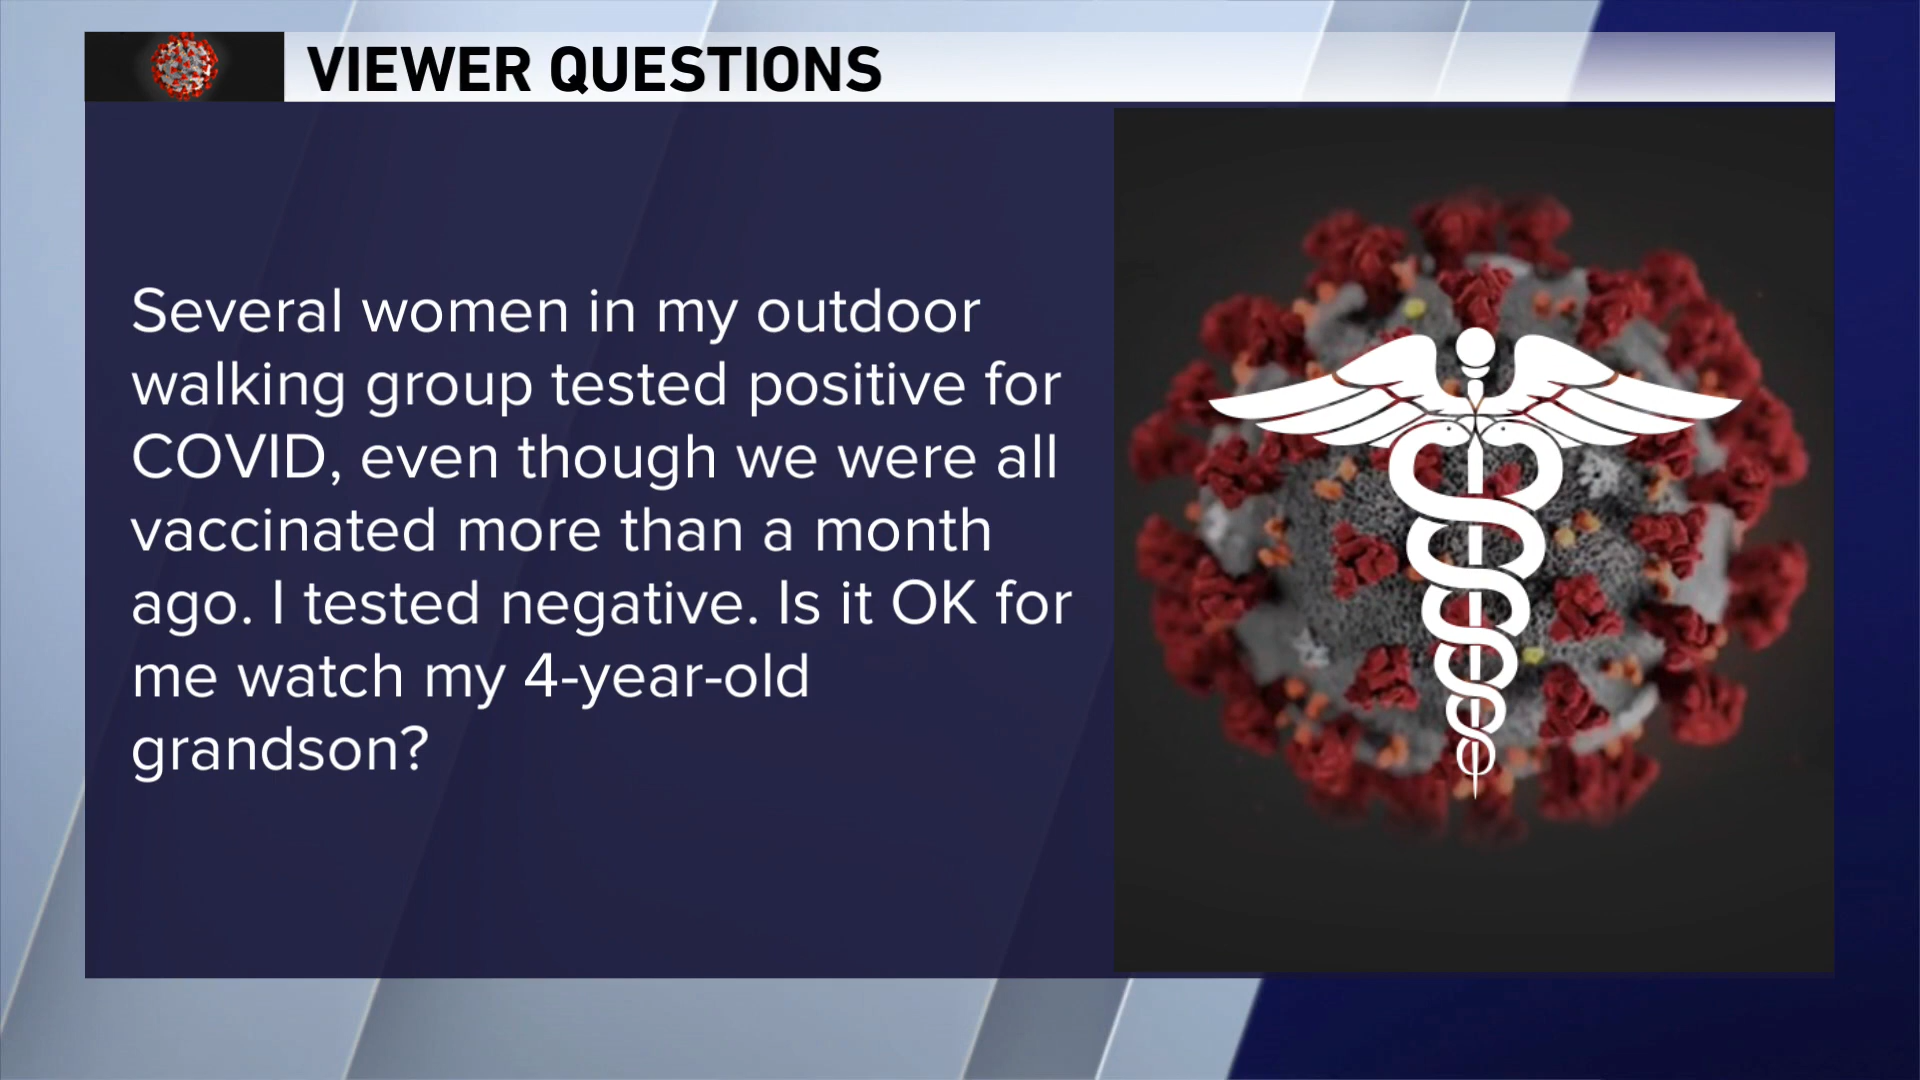 VIEWER QUESTIONS
Several women in my outdoor
walking group tested positive for
COVID, even though we were all
vaccinated more than a month
ago. I tested negative. Is it OK for
me watch my 4-year-old
grandson?